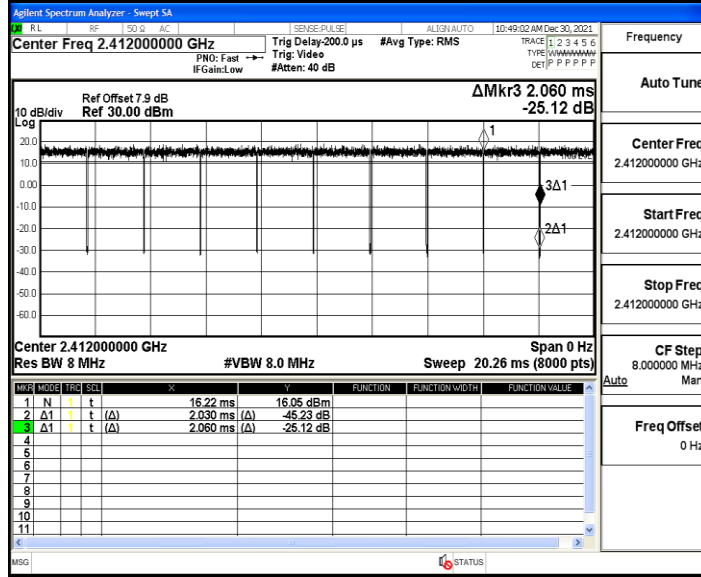 Agilent Spectrum Analyzer - Swept SA
RL RF 50 Ω AC SENSE:PULSE ALIGN AUTO 10:49:02 AM Dec 30, 2021
Center Freq 2.412000000 GHz
PNO: Fast
IFGain:Low
Trig Delay-200.0 µs
Trig: Video
#Atten: 40 dB
#Avg Type: RMS
TRACE 1 2 3 4 5 6
TYPE WWWWWW
DET P P P P P P
ΔMkr3 2.060 ms
-25.12 dB
Ref Offset 7.9 dB
10 dB/div Ref 30.00 dBm
Log
20.0
10.0
0.00
-10.0
-20.0
-30.0
-40.0
-50.0
-60.0
1
3Δ1
2Δ1
Center 2.412000000 GHz Span 0 Hz
Res BW 8 MHz #VBW 8.0 MHz Sweep 20.26 ms (8000 pts)
MKR MODE TRC SCL X Y FUNCTION FUNCTION WIDTH FUNCTION VALUE
1 N 1 t 16.22 ms 16.05 dBm
2 Δ1 1 t (Δ) 2.030 ms (Δ) -45.23 dB
3 Δ1 1 t (Δ) 2.060 ms (Δ) -25.12 dB
4
5
6
7
8
9
10
11
MSG STATUS
Frequency
Auto Tune
Center Freq
2.412000000 GHz
Start Freq
2.412000000 GHz
Stop Freq
2.412000000 GHz
CF Step
8.000000 MHz
Auto Man
Freq Offset
0 Hz